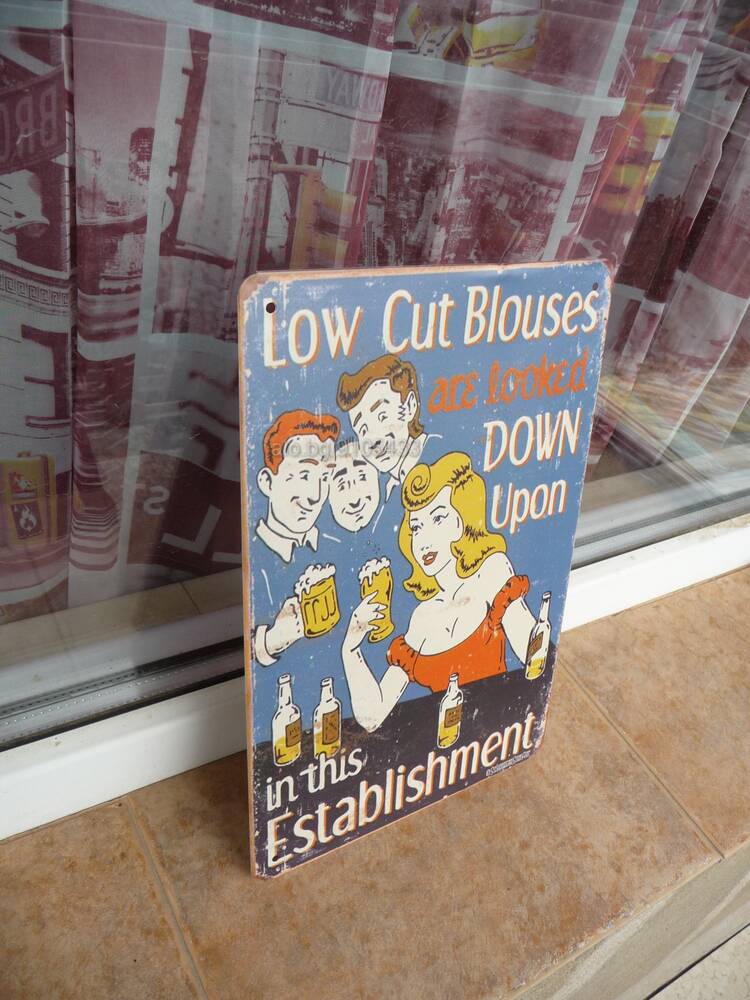 Low Cut Blouses
are looked
DOWN
Upon
in this
Establishment